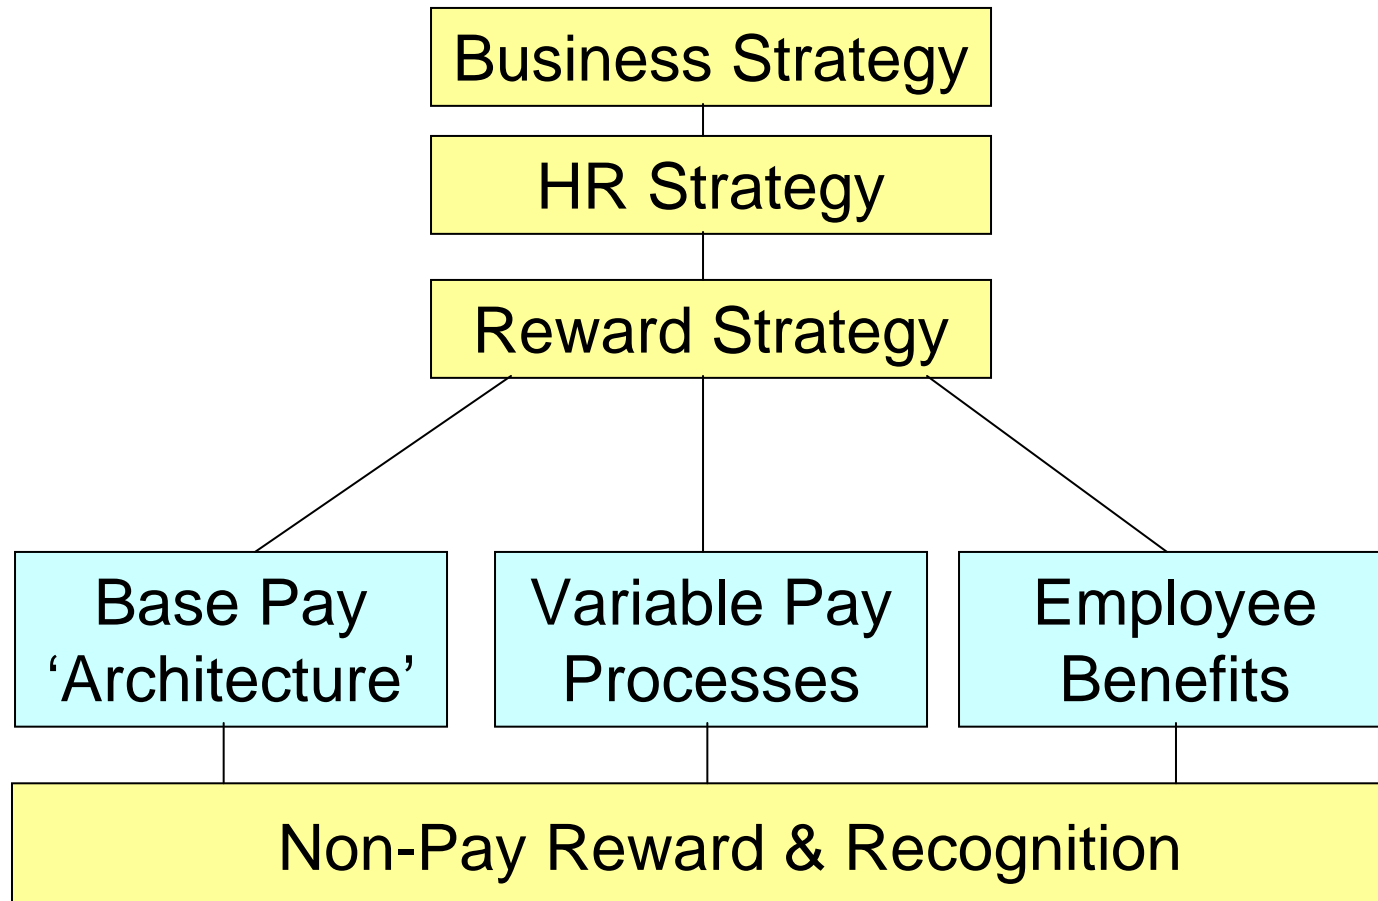 Business Strategy
HR Strategy
Reward Strategy
Base Pay
‘Architecture’
Variable Pay
Processes
Employee
Benefits
Non-Pay Reward & Recognition